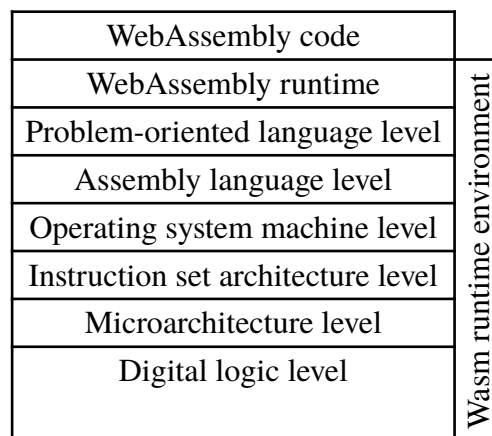 WebAssembly code
WebAssembly runtime
Problem-oriented language level
Assembly language level
Operating system machine level
Instruction set architecture level
Microarchitecture level
Digital logic level
Wasm runtime environment